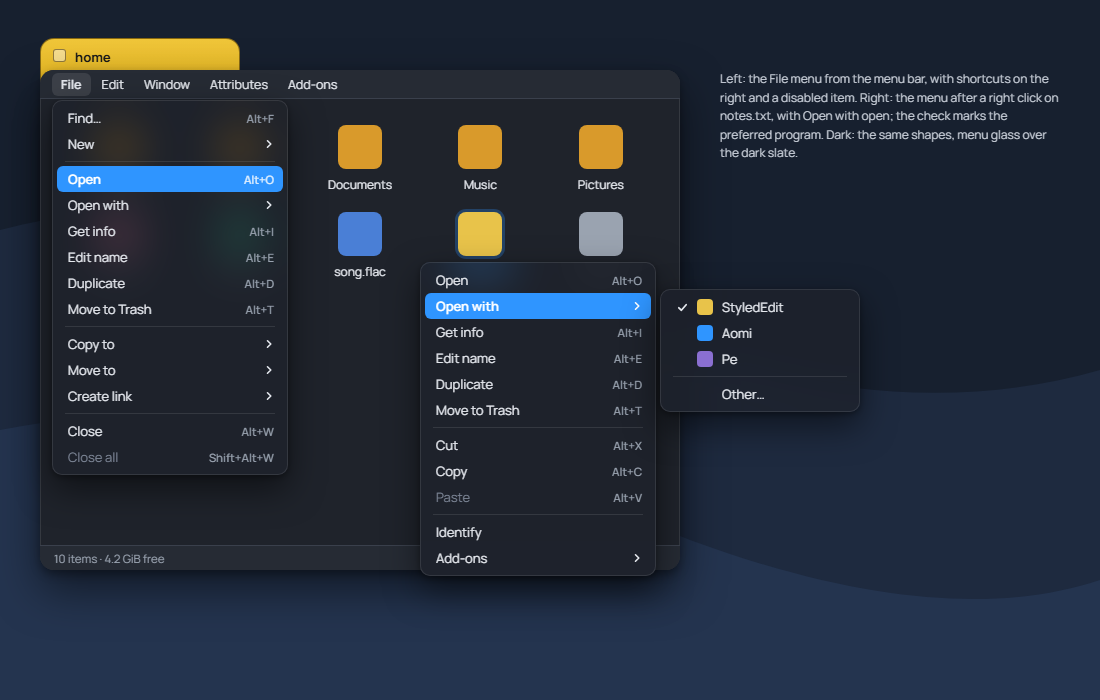 home
File Edit Window Attributes Add-ons
Find… Alt+F
New
Open Alt+O
Open with
Get info Alt+I
Edit name Alt+E
Duplicate Alt+D
Move to Trash Alt+T
Copy to
Move to
Create link
Close Alt+W
Close all Shift+Alt+W
Documents Music Pictures
song.flac
Open Alt+O
Open with
Get info Alt+I
Edit name Alt+E
Duplicate Alt+D
Move to Trash Alt+T
Cut Alt+X
Copy Alt+C
Paste Alt+V
Identify
Add-ons
StyledEdit
Aomi
Pe
Other…
10 items · 4.2 GiB free
Left: the File menu from the menu bar, with shortcuts on the
right and a disabled item. Right: the menu after a right click on
notes.txt, with Open with open; the check marks the
preferred program. Dark: the same shapes, menu glass over
the dark slate.